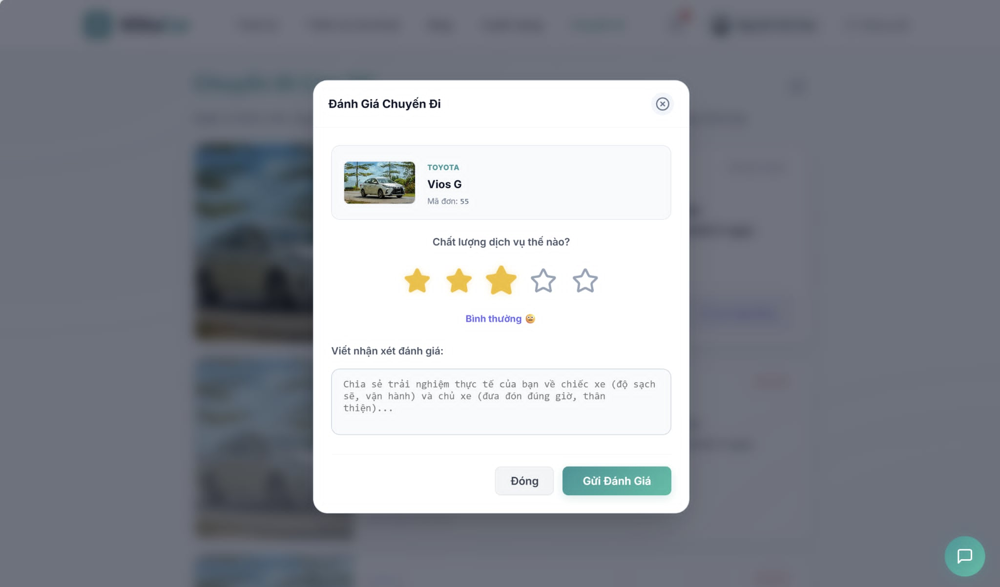 Đánh Giá Chuyến Đi
TOYOTA
Vios G
Mã đơn: 55
Chất lượng dịch vụ thế nào?
Bình thường 😐
Viết nhận xét đánh giá:
Chia sẻ trải nghiệm thực tế của bạn về chiếc xe (độ sạch
sẽ, vận hành) và chủ xe (đưa đón đúng giờ, thân
thiện)...
Đóng
Gửi Đánh Giá